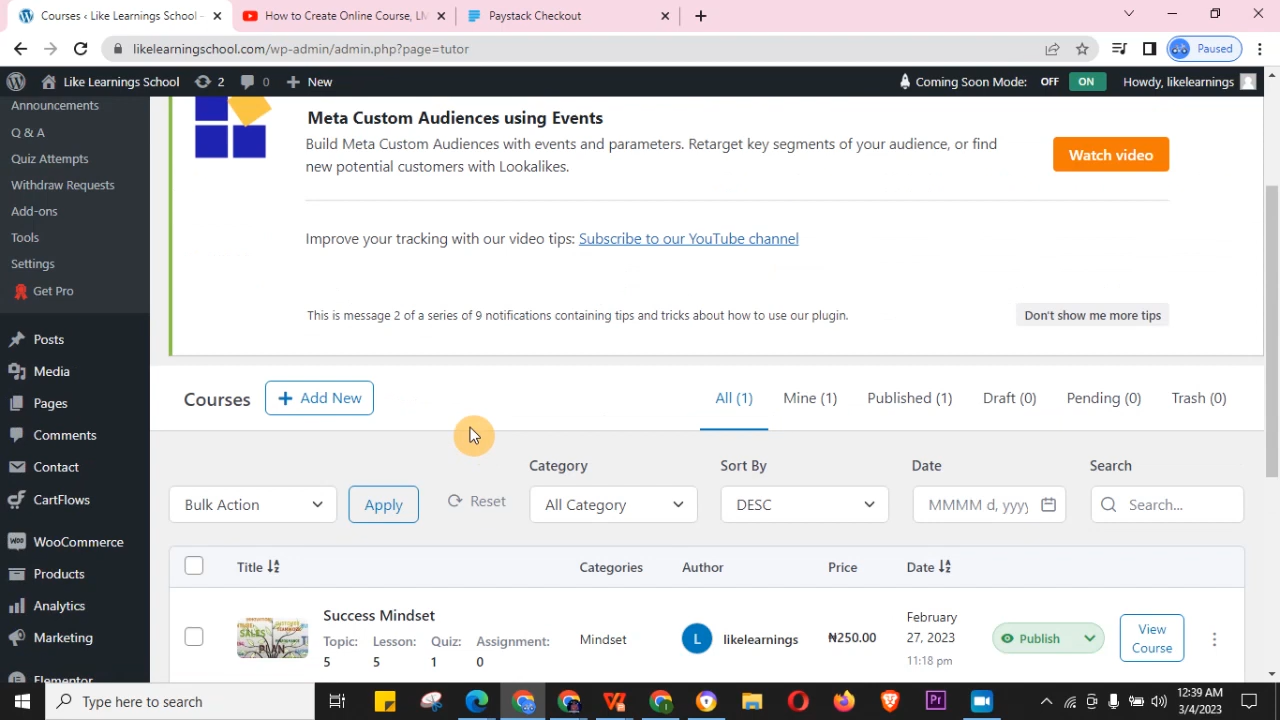 Courses ‹ Like Learnings School -
How to Create Online Course, LM
Paystack Checkout
likelearningschool.com/wp-admin/admin.php?page=tutor
Paused
Like Learnings School
2
0
New
Coming Soon Mode: OFF ON
Howdy, likelearnings
Announcements
Q & A
Quiz Attempts
Withdraw Requests
Add-ons
Tools
Settings
Get Pro
Posts
Media
Pages
Comments
Contact
CartFlows
WooCommerce
Products
Analytics
Marketing
Elementor
Meta Custom Audiences using Events
Build Meta Custom Audiences with events and parameters. Retarget key segments of your audience, or find
new potential customers with Lookalikes.
Watch video
Improve your tracking with our video tips: Subscribe to our YouTube channel
This is message 2 of a series of 9 notifications containing tips and tricks about how to use our plugin.
Don't show me more tips
Courses
Add New
All (1) Mine (1) Published (1) Draft (0) Pending (0) Trash (0)
Category Sort By Date Search
Bulk Action Apply Reset All Category DESC MMMM d, yyyy Search...
Title Categories Author Price Date
SALES
PLAN
Success Mindset
Topic: Lesson: Quiz: Assignment:
5 5 1 0
Mindset
L likelearnings
₦250.00
February
27, 2023
11:18 pm
Publish
View
Course
Type here to search
12:39 AM
3/4/2023